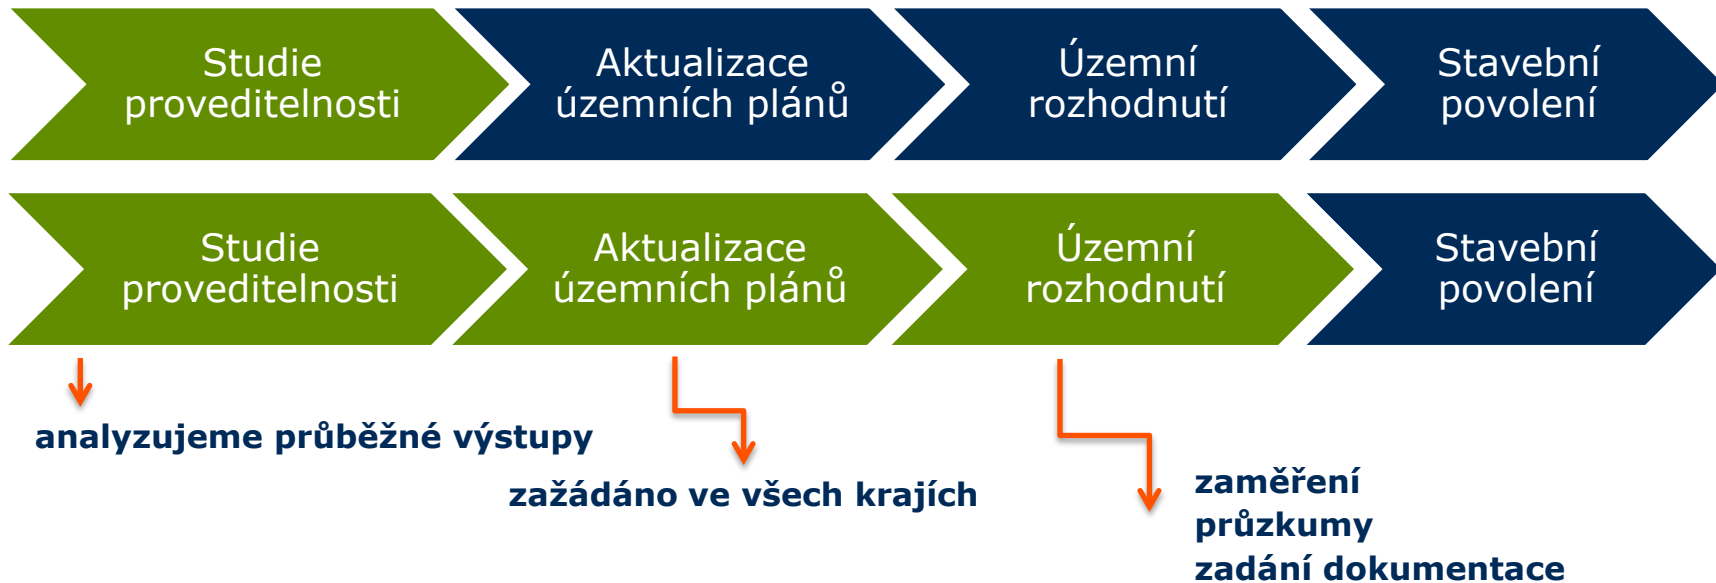 Studie
proveditelnosti
Aktualizace
územních plánů
Územní
rozhodnutí
Stavební
povolení
Studie
proveditelnosti
Aktualizace
územních plánů
Územní
rozhodnutí
Stavební
povolení
analyzujeme průběžné výstupy
zažádáno ve všech krajích
zaměření
průzkumy
zadání dokumentace